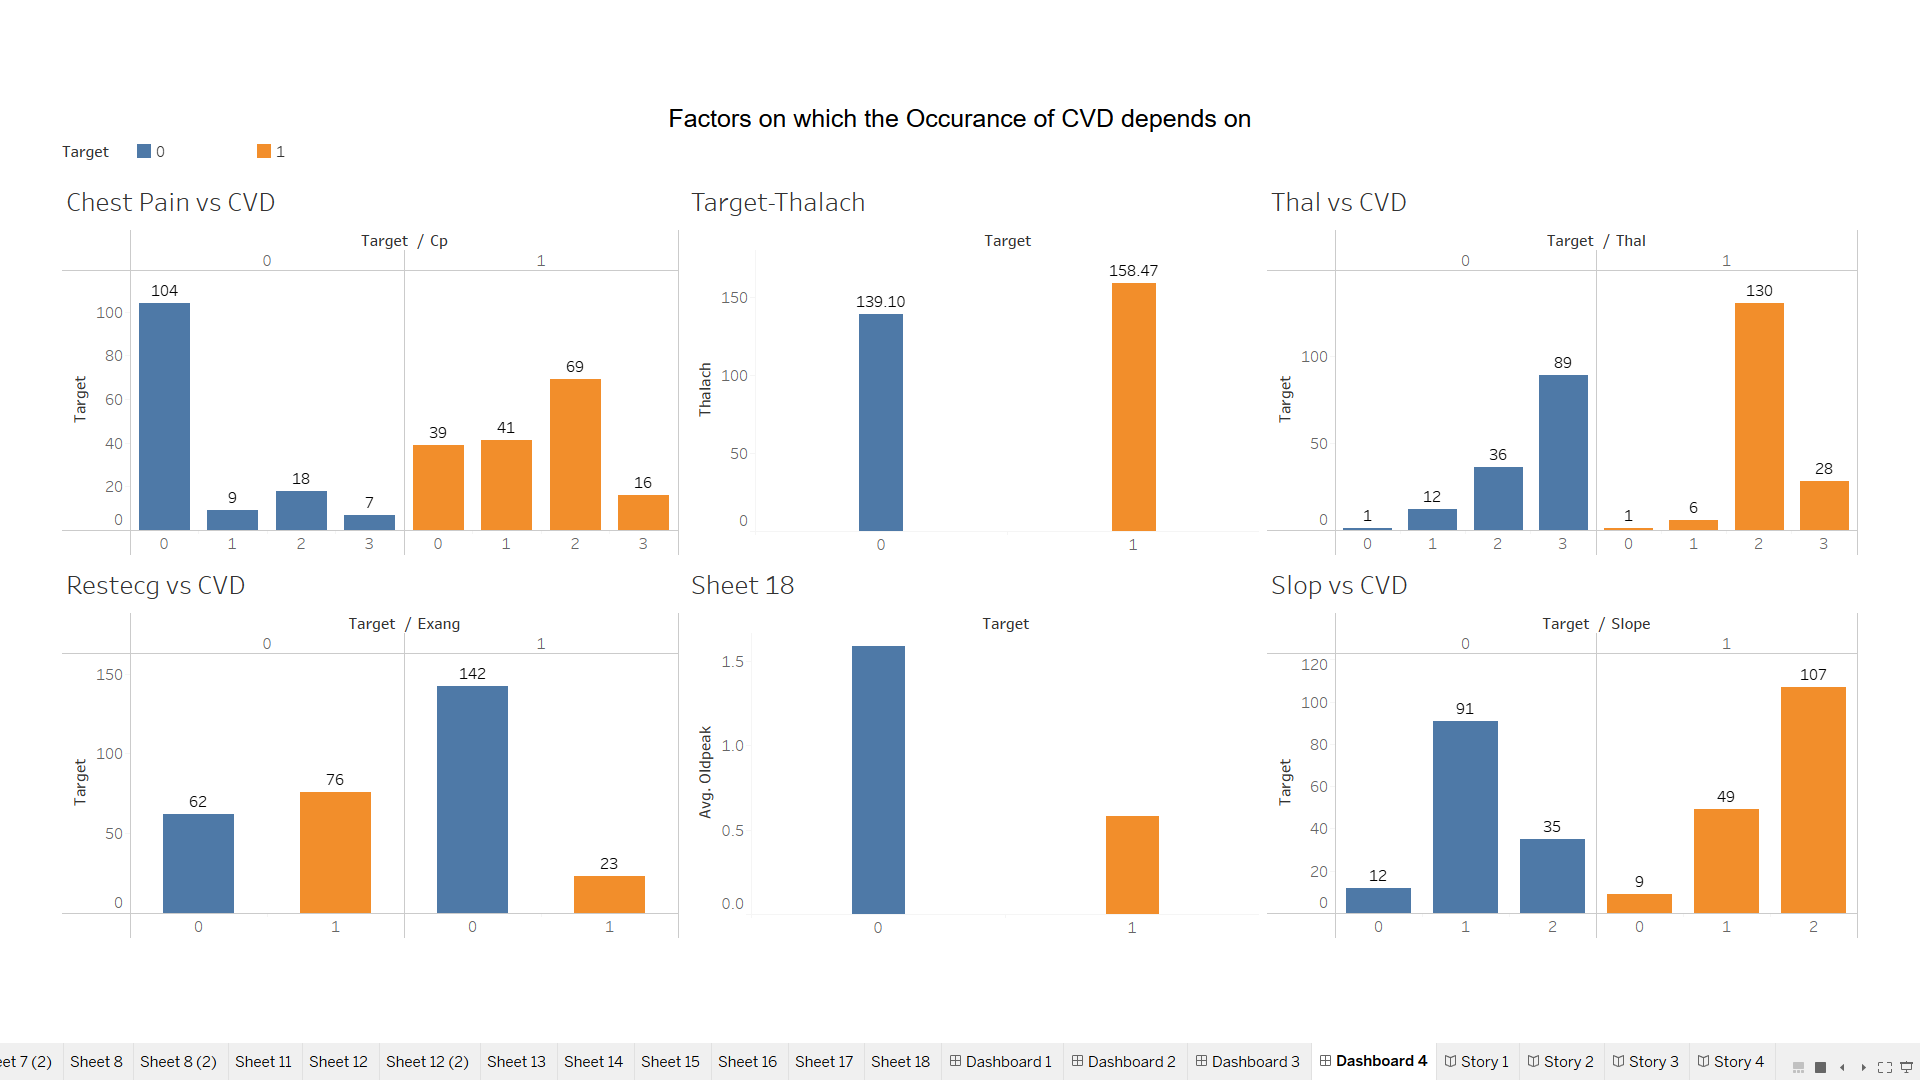 Factors on which the Occurance of CVD depends on
Target 0 1
Chest Pain vs CVD
Target / Cp
0 1
Target
100
80
60
40
20
0
104 9 18 7 39 41 69 16
0 1 2 3 0 1 2 3
Target-Thalach
Target
Thalach
150
100
50
0
139.10 158.47
0 1
Thal vs CVD
Target / Thal
0 1
Target
100
50
0
1 12 36 89 1 6 130 28
0 1 2 3 0 1 2 3
Restecg vs CVD
Target / Exang
0 1
Target
150
100
50
0
62 76 142 23
0 1 0 1
Sheet 18
Target
Avg. Oldpeak
1.5
1.0
0.5
0.0
0 1
Slop vs CVD
Target / Slope
0 1
Target
120
100
80
60
40
20
0
12 91 35 9 49 107
0 1 2 0 1 2
eet 7 (2) Sheet 8 Sheet 8 (2) Sheet 11 Sheet 12 Sheet 12 (2) Sheet 13 Sheet 14 Sheet 15 Sheet 16 Sheet 17 Sheet 18 Dashboard 1 Dashboard 2 Dashboard 3 Dashboard 4 Story 1 Story 2 Story 3 Story 4